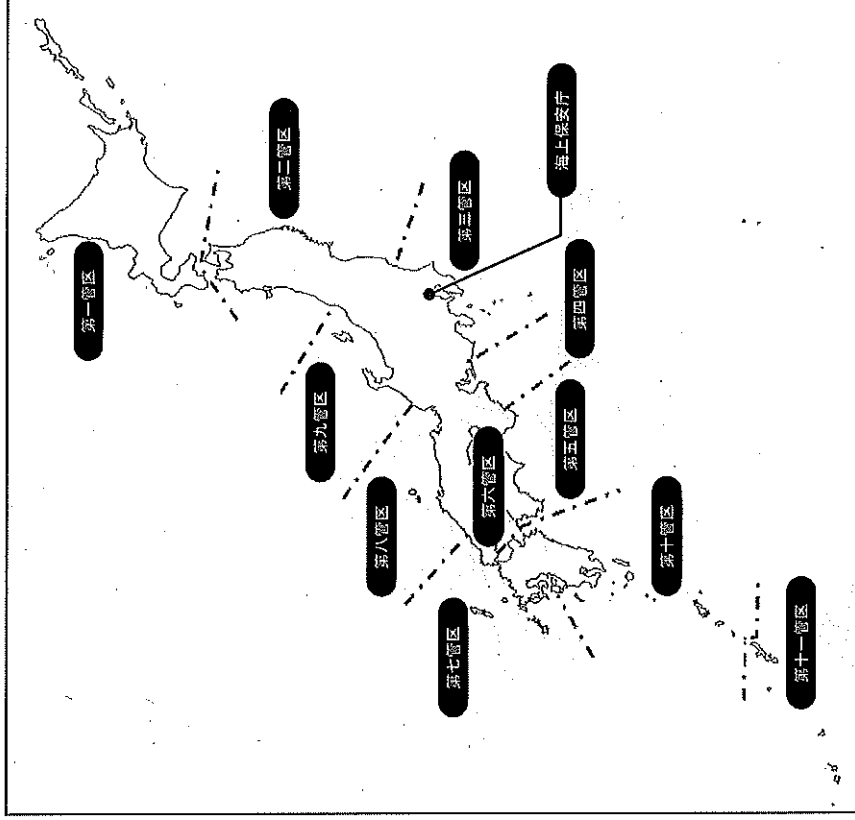 第一管区
第二管区
第九管区
第三管区
海上保安庁
第八管区
第六管区
第四管区
第五管区
第七管区
第十管区
第十一管区